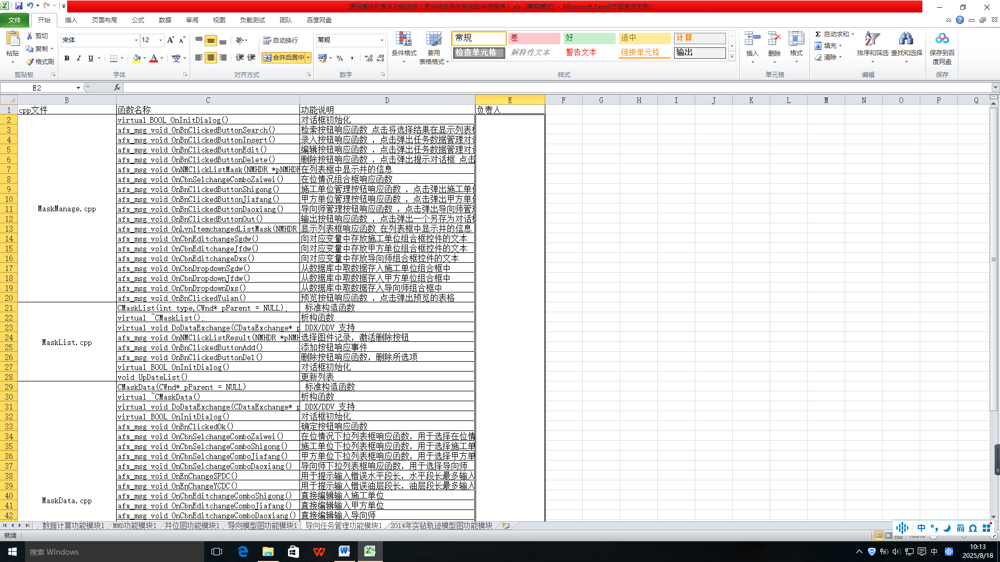 源码模块列表及功能说明（录井综合导向系统软件源程序）.xls [兼容模式] - Microsoft Excel(产品激活失败)
文件 开始 插入 页面布局 公式 数据 审阅 视图 负载测试 团队 百度网盘
粘贴 剪切 复制 格式刷 剪贴板
宋体 12 字体
自动换行 合并后居中 对齐方式
常规 数字
条件格式 套用表格格式
常规 差 好 适中 计算
检查单元格 解释性文本 警告文本 链接单元格 输出
样式
插入 删除 格式 单元格
自动求和 填充 清除 排序和筛选 查找和选择 编辑
保存到百度网盘 保存
E2 fx
B C D E F G H I J K L M N O P Q
1 cpp文件 函数名称 功能说明 负责人
2 virtual BOOL OnInitDialog() 对话框初始化
3 afx_msg void OnBnClickedButtonSearch() 检索按钮响应函数 点击将选择结果在显示列表
4 afx_msg void OnBnClickedButtonInsert() 录入按钮响应函数 ，点击弹出任务数据管理对
5 afx_msg void OnBnClickedButtonEdit() 编辑按钮响应函数 ，点击弹出任务数据管理对
6 afx_msg void OnBnClickedButtonDelete() 删除按钮响应函数 ，点击弹出提示对话框 点击
7 afx_msg void OnNMClickListMask(NMHDR *pNMHDR 在列表框中显示井的信息
8 afx_msg void OnCbnSelchangeComboZaiwei() 在位情况组合框响应函数
9 afx_msg void OnBnClickedButtonShigong() 施工单位管理按钮响应函数 ，点击弹出施工单
10 afx_msg void OnBnClickedButtonJiafang() 甲方单位管理按钮响应函数 ，点击弹出甲方单
11 MaskManage.cpp afx_msg void OnBnClickedButtonDaoxiang() 导向师管理按钮响应函数 ，点击弹出导向师管
12 afx_msg void OnBnClickedButtonOut() 输出按钮响应函数 ，点击弹出一个另存为对话
13 afx_msg void OnLvnItemchangedListMask(NMHDR 显示列表框响应函数 在列表框中显示井的信息
14 afx_msg void OnCbnEditchangeSgdw() 向对应变量中存放施工单位组合框控件的文本
15 afx_msg void OnCbnEditchangeJfdw() 向对应变量中存放甲方单位组合框控件的文本
16 afx_msg void OnCbnEditchangeDxs() 向对应变量中存放导向师组合框控件的文本
17 afx_msg void OnCbnDropdownSgdw() 从数据库中取数据存入施工单位组合框中
18 afx_msg void OnCbnDropdownJfdw() 从数据库中取数据存入甲方单位组合框中
19 afx_msg void OnCbnDropdownDxs() 从数据库中取数据存入导向师组合框中
20 afx_msg void OnBnClickedYulan() 预览按钮响应函数 ，点击弹出预览的表格
21 CMaskList(int type,CWnd* pParent = NULL); 标准构造函数
22 virtual ~CMaskList(); 析构函数
23 virtual void DoDataExchange(CDataExchange* p DDX/DDV 支持
24 afx_msg void OnNMClickListResult(NMHDR *pNMH 选择图件记录，激活删除按钮
25 MaskList.cpp afx_msg void OnBnClickedButtonAdd() 添加按钮响应事件
26 afx_msg void OnBnClickedButtonDel() 删除按钮响应函数，删除所选项
27 virtual BOOL OnInitDialog() 对话框初始化
28 void UpDateList() 更新列表
29 CMaskData(CWnd* pParent = NULL) 标准构造函数
30 virtual ~CMaskData() 析构函数
31 virtual void DoDataExchange(CDataExchange* p DDX/DDV 支持
32 virtual BOOL OnInitDialog() 对话框初始化
33 afx_msg void OnBnClickedOk() 确定按钮响应函数
34 afx_msg void OnCbnSelchangeComboZaiwei() 在位情况下拉列表框响应函数，用于选择在位情
35 afx_msg void OnCbnSelchangeComboShigong() 施工单位下拉列表框响应函数，用于选择施工单
36 afx_msg void OnCbnSelchangeComboJiafang() 甲方单位下拉列表框响应函数，用于选择甲方单
37 afx_msg void OnCbnSelchangeComboDaoxiang() 导向师下拉列表框响应函数，用于选择导向师
38 afx_msg void OnEnChangeSPDC() 用于提示输入错误水平段长，水平段长最多输入
39 afx_msg void OnEnChangeYCDC() 用于提示输入错误油层段长，油层段长最多输入
40 afx_msg void OnCbnEditchangeComboShigong() 直接编辑输入施工单位
41 MaskData.cpp afx_msg void OnCbnEditchangeComboJiafang() 直接编辑输入甲方单位
42 afx_msg void OnCbnEditchangeComboDaoxiang() 直接编辑输入导向师
数据计算功能模块1 MWD功能模块1 井位图功能模块1 导向模型图功能模块1 导向任务管理功能模块1 2014年实钻轨迹模型图功能模块
就绪
中 简
搜索 Windows
中 10:13
2025/8/18